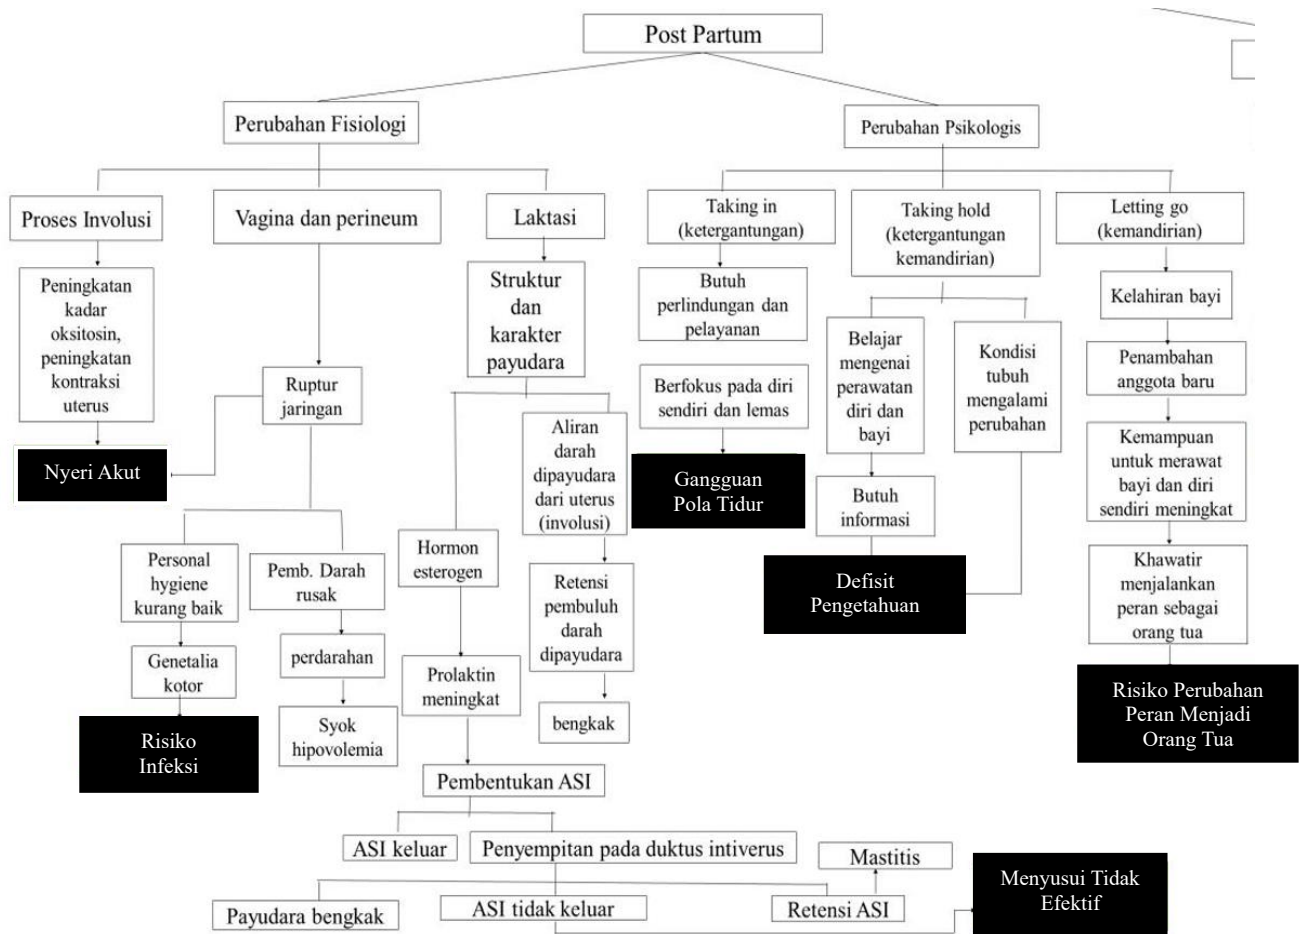 Post Partum
Perubahan Fisiologi
Perubahan Psikologis
Proses Involusi
Vagina dan perineum
Laktasi
Taking in
(ketergantungan)
Taking hold
(ketergantungan
kemandirian)
Letting go
(kemandirian)
Peningkatan
kadar
oksitosin,
peningkatan
kontraksi
uterus
Ruptur
jaringan
Struktur
dan
karakter
payudara
Butuh
perlindungan dan
pelayanan
Berfokus pada diri
sendiri dan lemas
Belajar
mengenai
perawatan
diri dan
bayi
Kondisi
tubuh
mengalami
perubahan
Kelahiran bayi
Penambahan
anggota baru
Nyeri Akut
Aliran
darah
dipayudara
dari uterus
(involusi)
Gangguan
Pola Tidur
Butuh
informasi
Kemampuan
untuk merawat
bayi dan diri
sendiri meningkat
Personal
hygiene
kurang baik
Pemb. Darah
rusak
Hormon
esterogen
Retensi
pembuluh
darah
dipayudara
Defisit
Pengetahuan
Khawatir
menjalankan
peran sebagai
orang tua
Genetalia
kotor
perdarahan
Prolaktin
meningkat
bengkak
Risiko
Infeksi
Syok
hipovolemia
Risiko Perubahan
Peran Menjadi
Orang Tua
Pembentukan ASI
ASI keluar
Penyempitan pada duktus intiverus
Mastitis
Payudara bengkak
ASI tidak keluar
Retensi ASI
Menyusui Tidak
Efektif